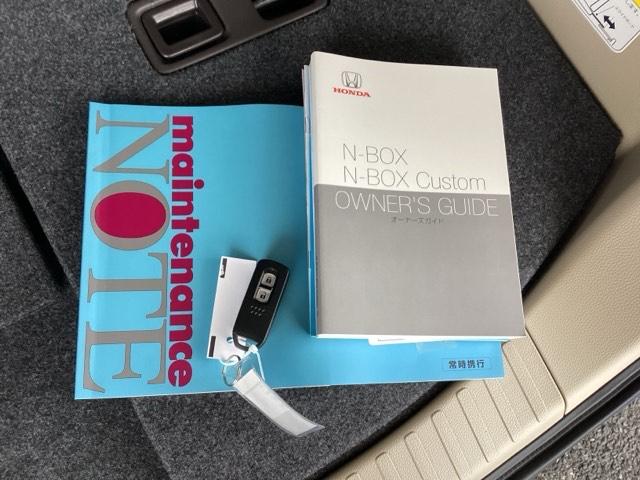 maintenance
NOTE
常時携行
HONDA
N-BOX
N-BOX Custom
OWNER'S GUIDE
オーナーズガイド